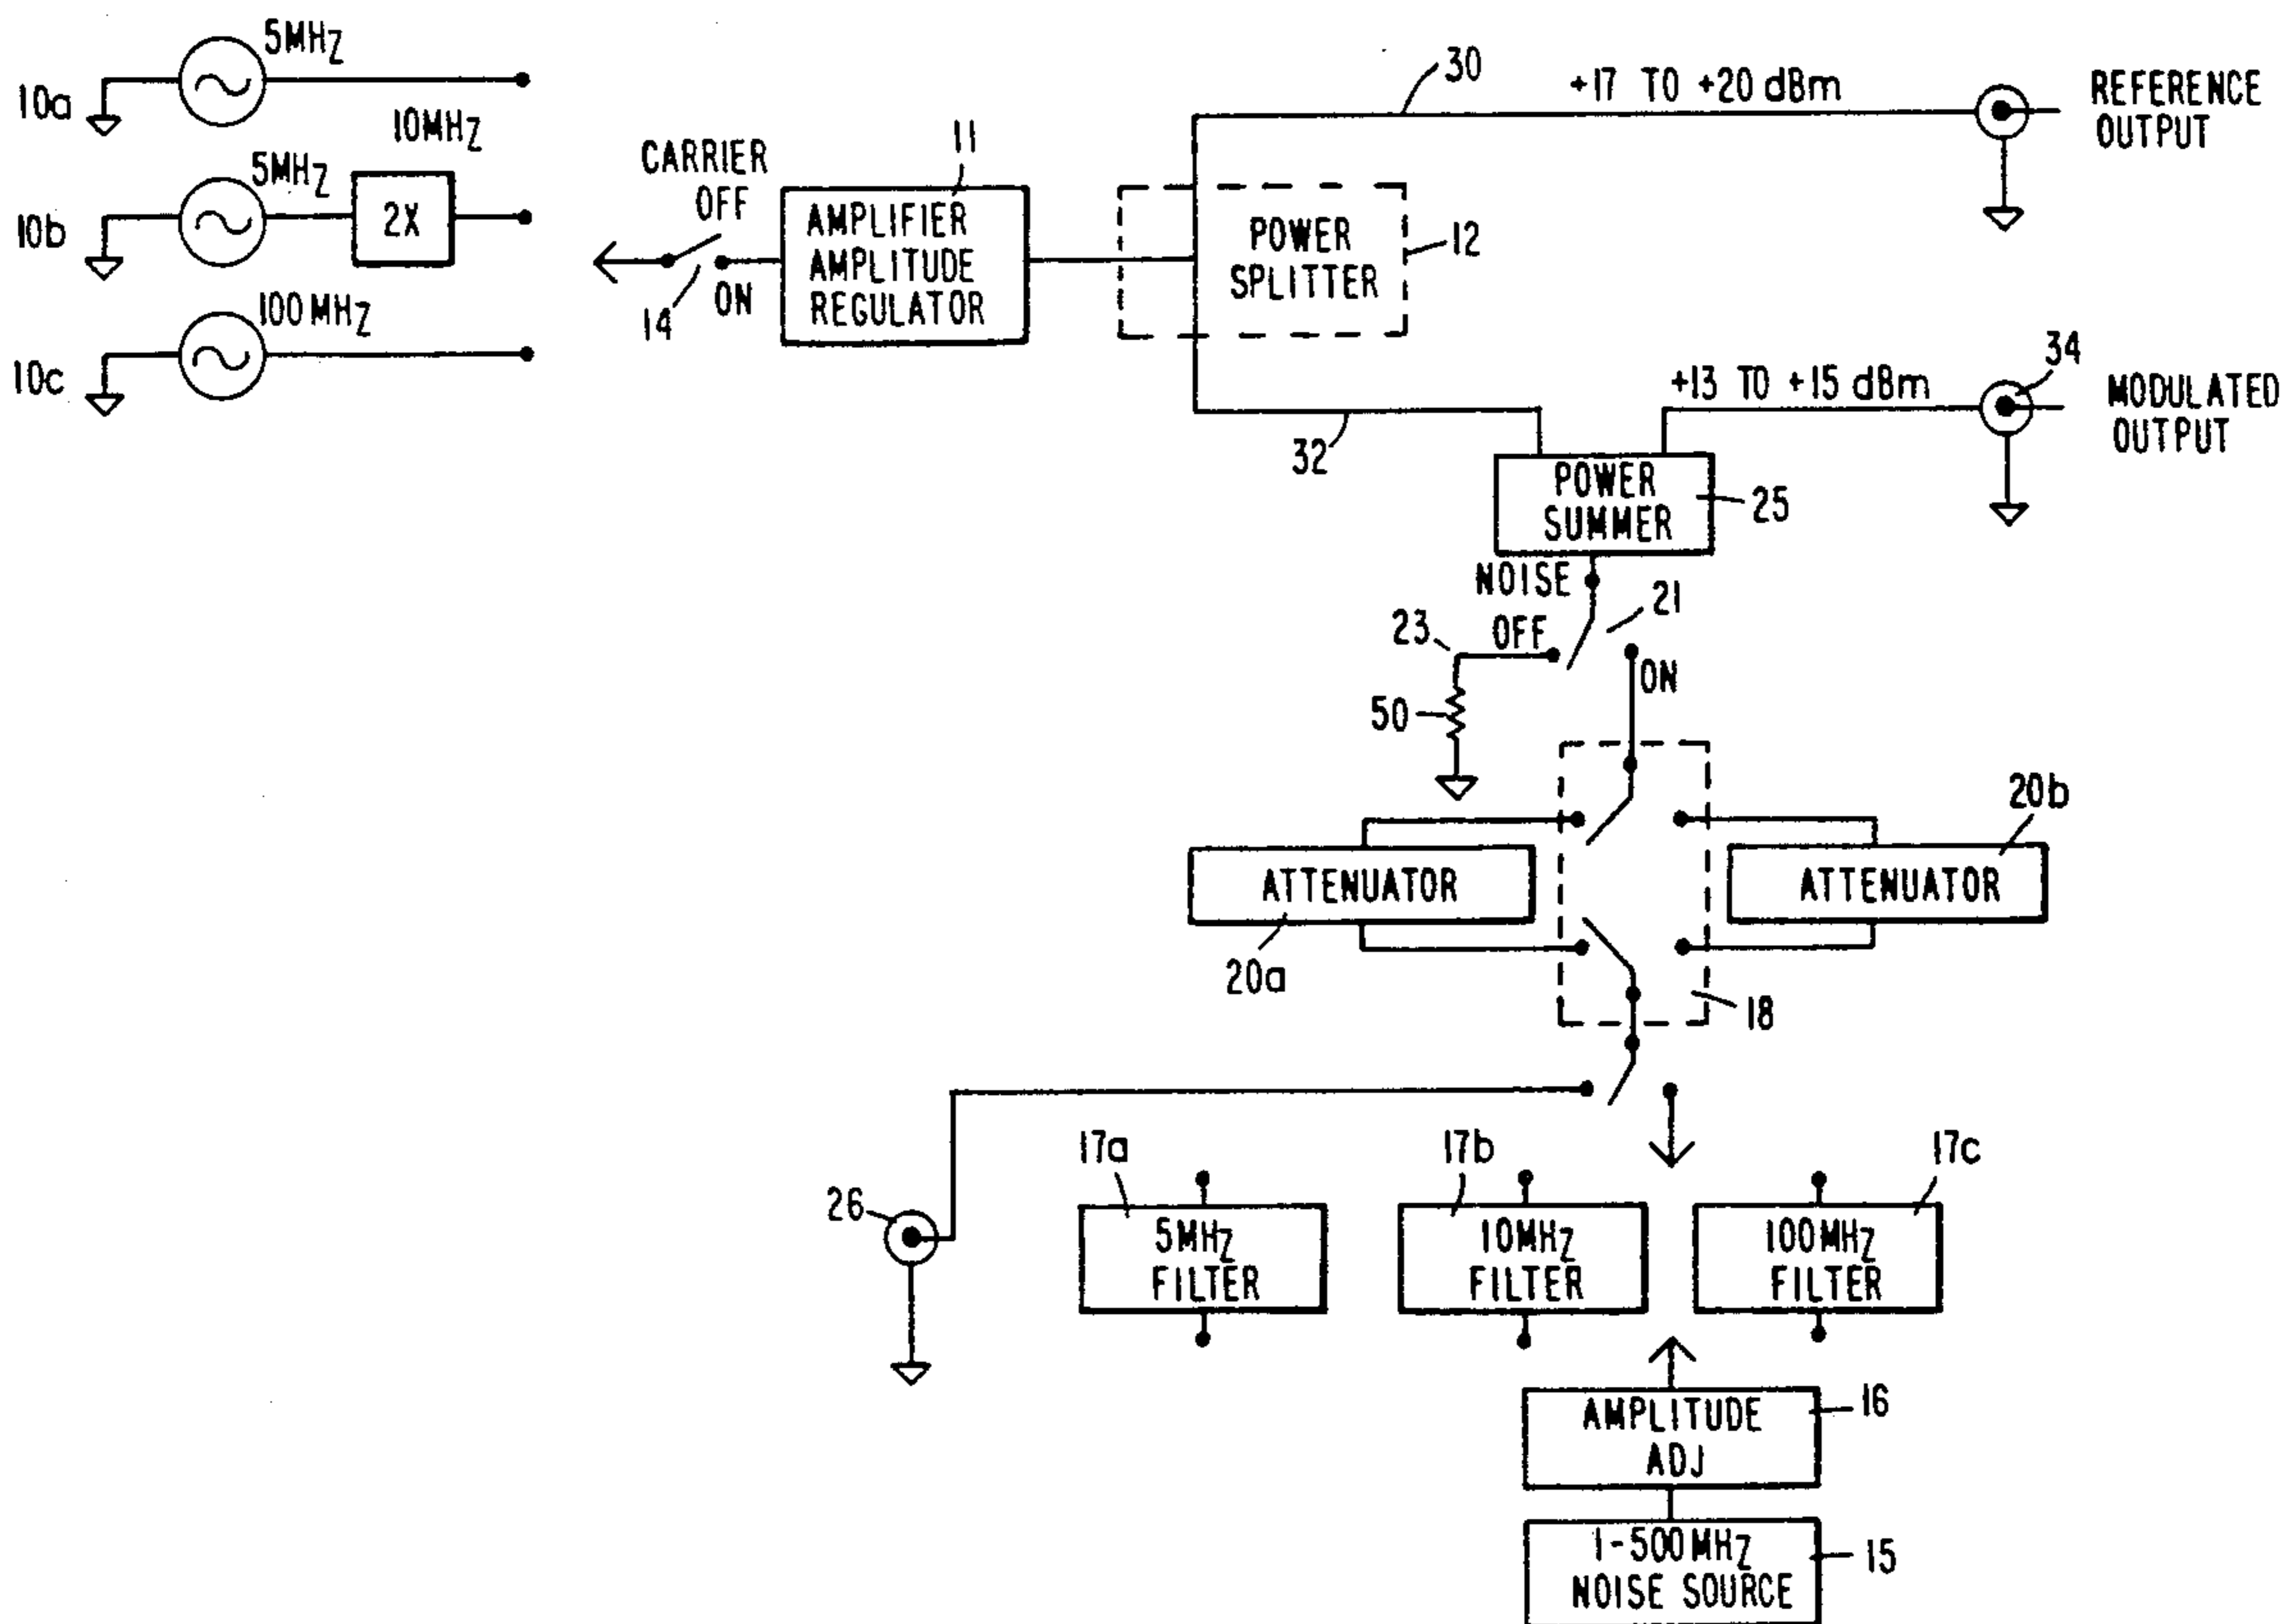 5MHZ
10a
10MHZ
5MHZ
2X
10b
100 MHZ
10c
CARRIER
OFF
14
ON
11
AMPLIFIER
AMPLITUDE
REGULATOR
POWER
SPLITTER
12
30
+17 TO +20 dBm
REFERENCE
OUTPUT
32
+13 TO +15 dBm
34
MODULATED
OUTPUT
POWER
SUMMER
25
NOISE
OFF
21
23
ON
50
ATTENUATOR
20a
20b
ATTENUATOR
18
26
17a
5MHZ
FILTER
17b
10MHZ
FILTER
17c
100MHZ
FILTER
AMPLITUDE
ADJ
16
1-500MHZ
NOISE SOURCE
15